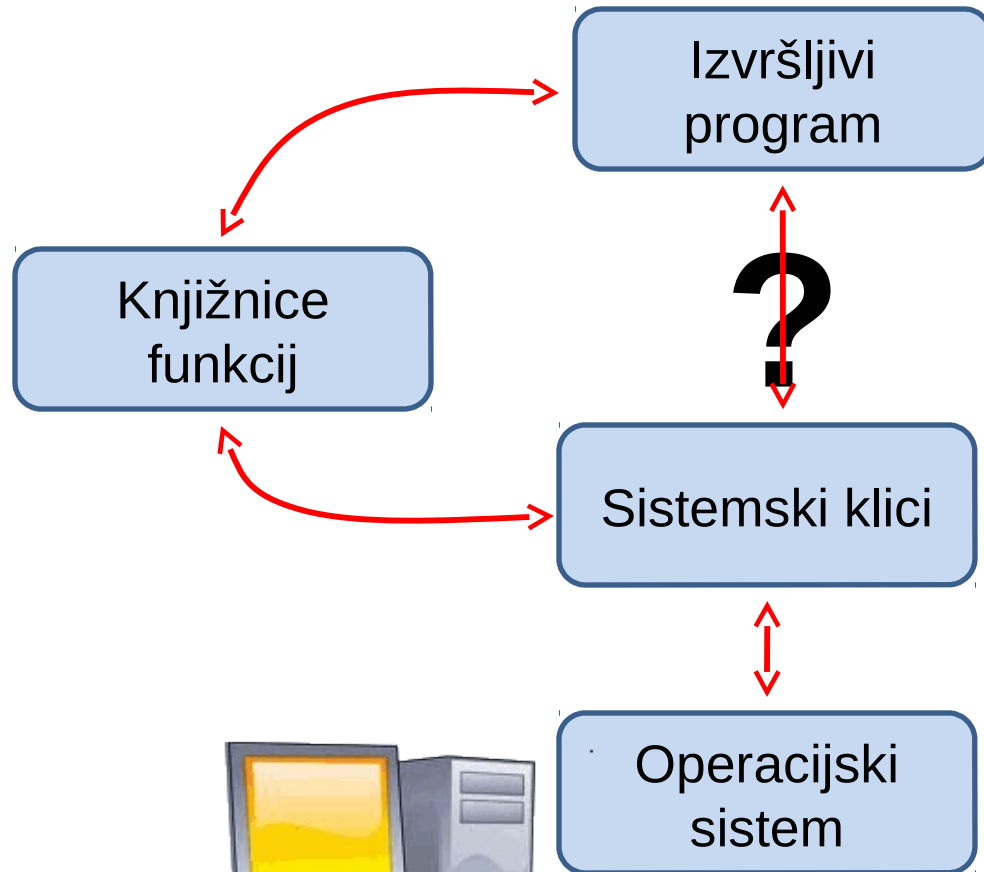 Izvršljivi
program
Knjižnice
funkcij
?
Sistemski klici
Operacijski
sistem